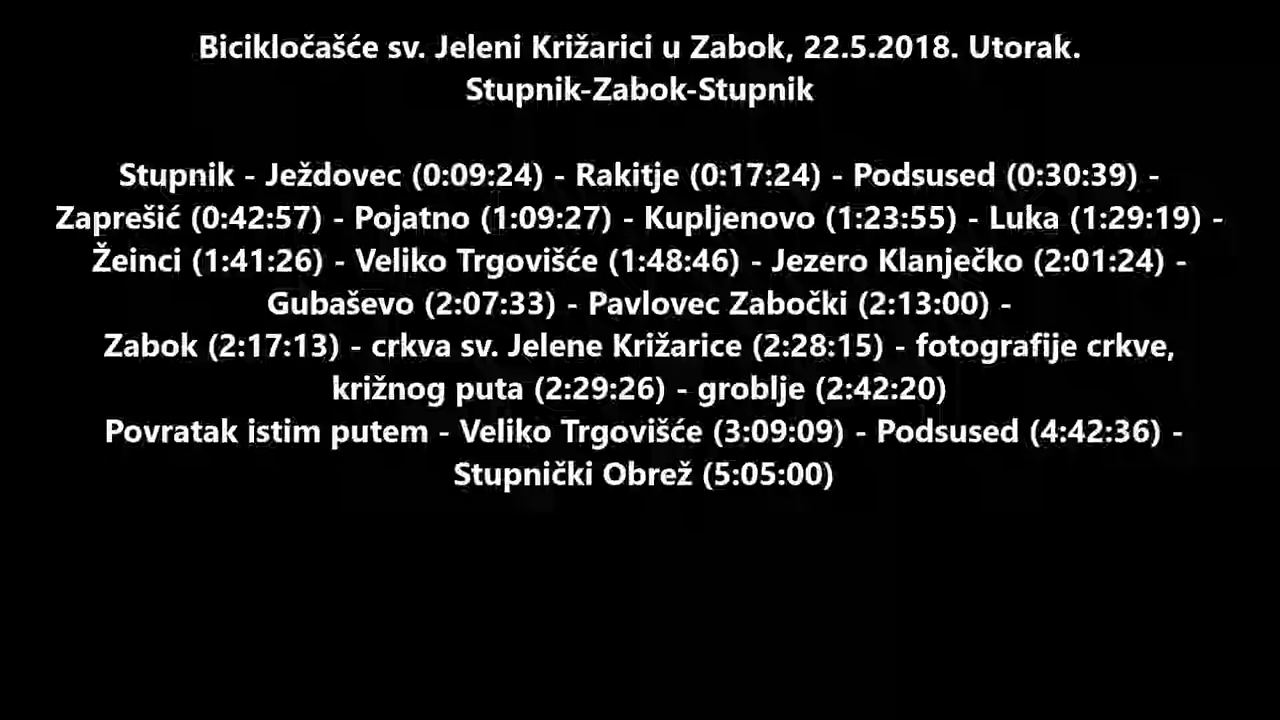 Bicikločašće sv. Jeleni Križarici u Zabok, 22.5.2018. Utorak.
Stupnik-Zabok-Stupnik
Stupnik - Ježdovec (0:09:24) - Rakitje (0:17:24) - Podsused (0:30:39) -
Zaprešić (0:42:57) - Pojatno (1:09:27) - Kupljenovo (1:23:55) - Luka (1:29:19) -
Žeinci (1:41:26) - Veliko Trgovišće (1:48:46) - Jezero Klanječko (2:01:24) -
Gubaševo (2:07:33) - Pavlovec Zabočki (2:13:00) -
Zabok (2:17:13) - crkva sv. Jelene Križarice (2:28:15) - fotografije crkve,
križnog puta (2:29:26) - groblje (2:42:20)
Povratak istim putem - Veliko Trgovišće (3:09:09) - Podsused (4:42:36) -
Stupnički Obrež (5:05:00)